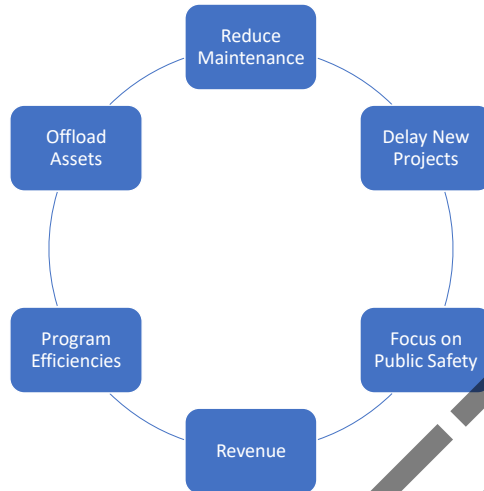 Reduce
Maintenance
Delay New
Projects
Focus on
Public Safety
Revenue
Program
Efficiencies
Offload
Assets